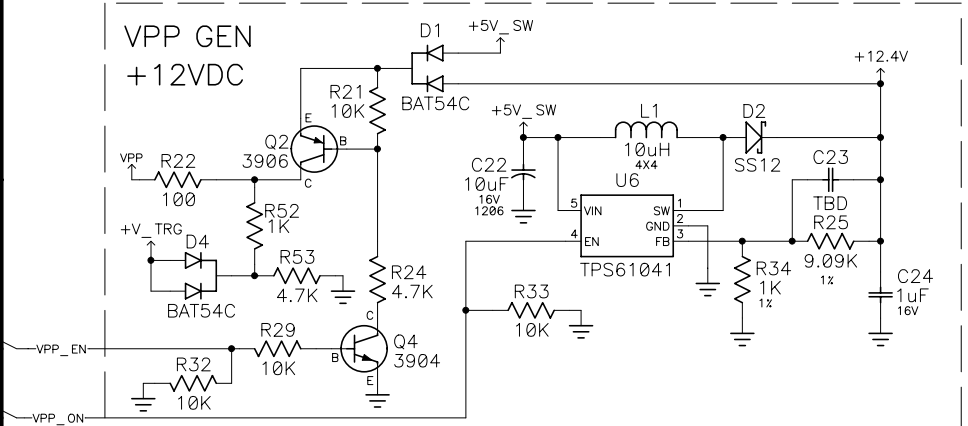 VPP GEN
+12VDC
D1
+5V_SW
BAT54C
+12.4V
R21
10K
E
Q2
3906
B
C
VPP
R22
100
R52
1K
+V_TRG
D4
BAT54C
R53
4.7K
R24
4.7K
+5V_SW
C22
10uF
16V
1206
L1
10uH
4X4
U6
5 VIN
SW 1
GND 2
4 EN
FB 3
TPS61041
D2
SS12
C23
TBD
R25
9.09K
1%
R34
1K
1%
C24
1uF
16V
R33
10K
C
Q4
3904
B
E
R29
10K
VPP_EN
R32
10K
VPP_ON